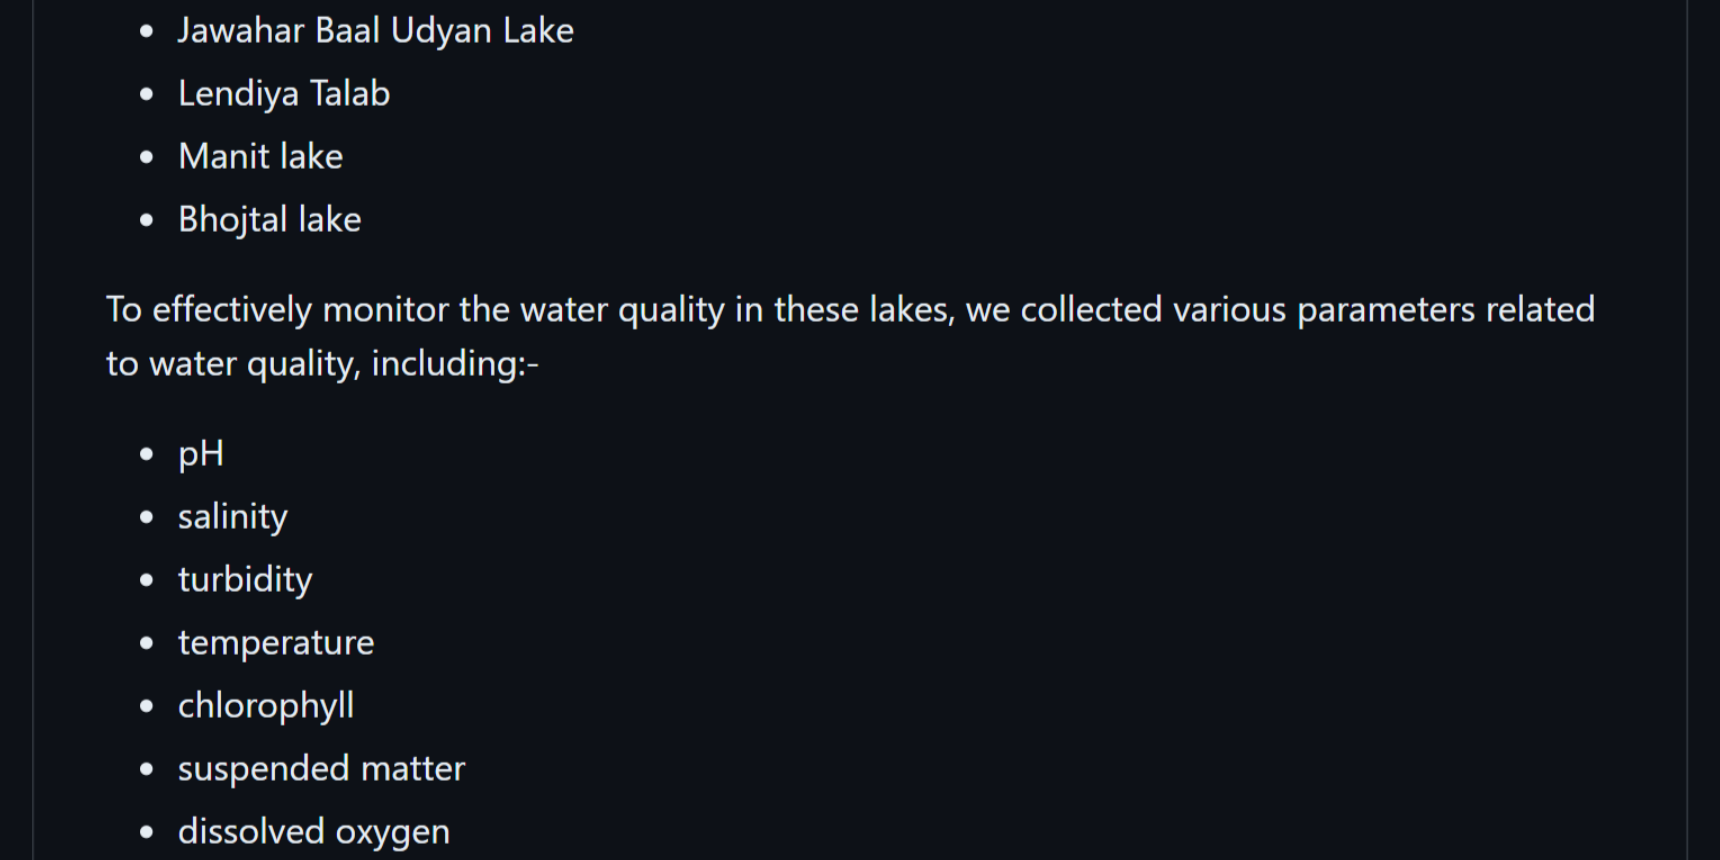 • Jawahar Baal Udyan Lake
• Lendiya Talab
• Manit lake
• Bhojtal lake
To effectively monitor the water quality in these lakes, we collected various parameters related
to water quality, including:-
• pH
• salinity
• turbidity
• temperature
• chlorophyll
• suspended matter
• dissolved oxygen